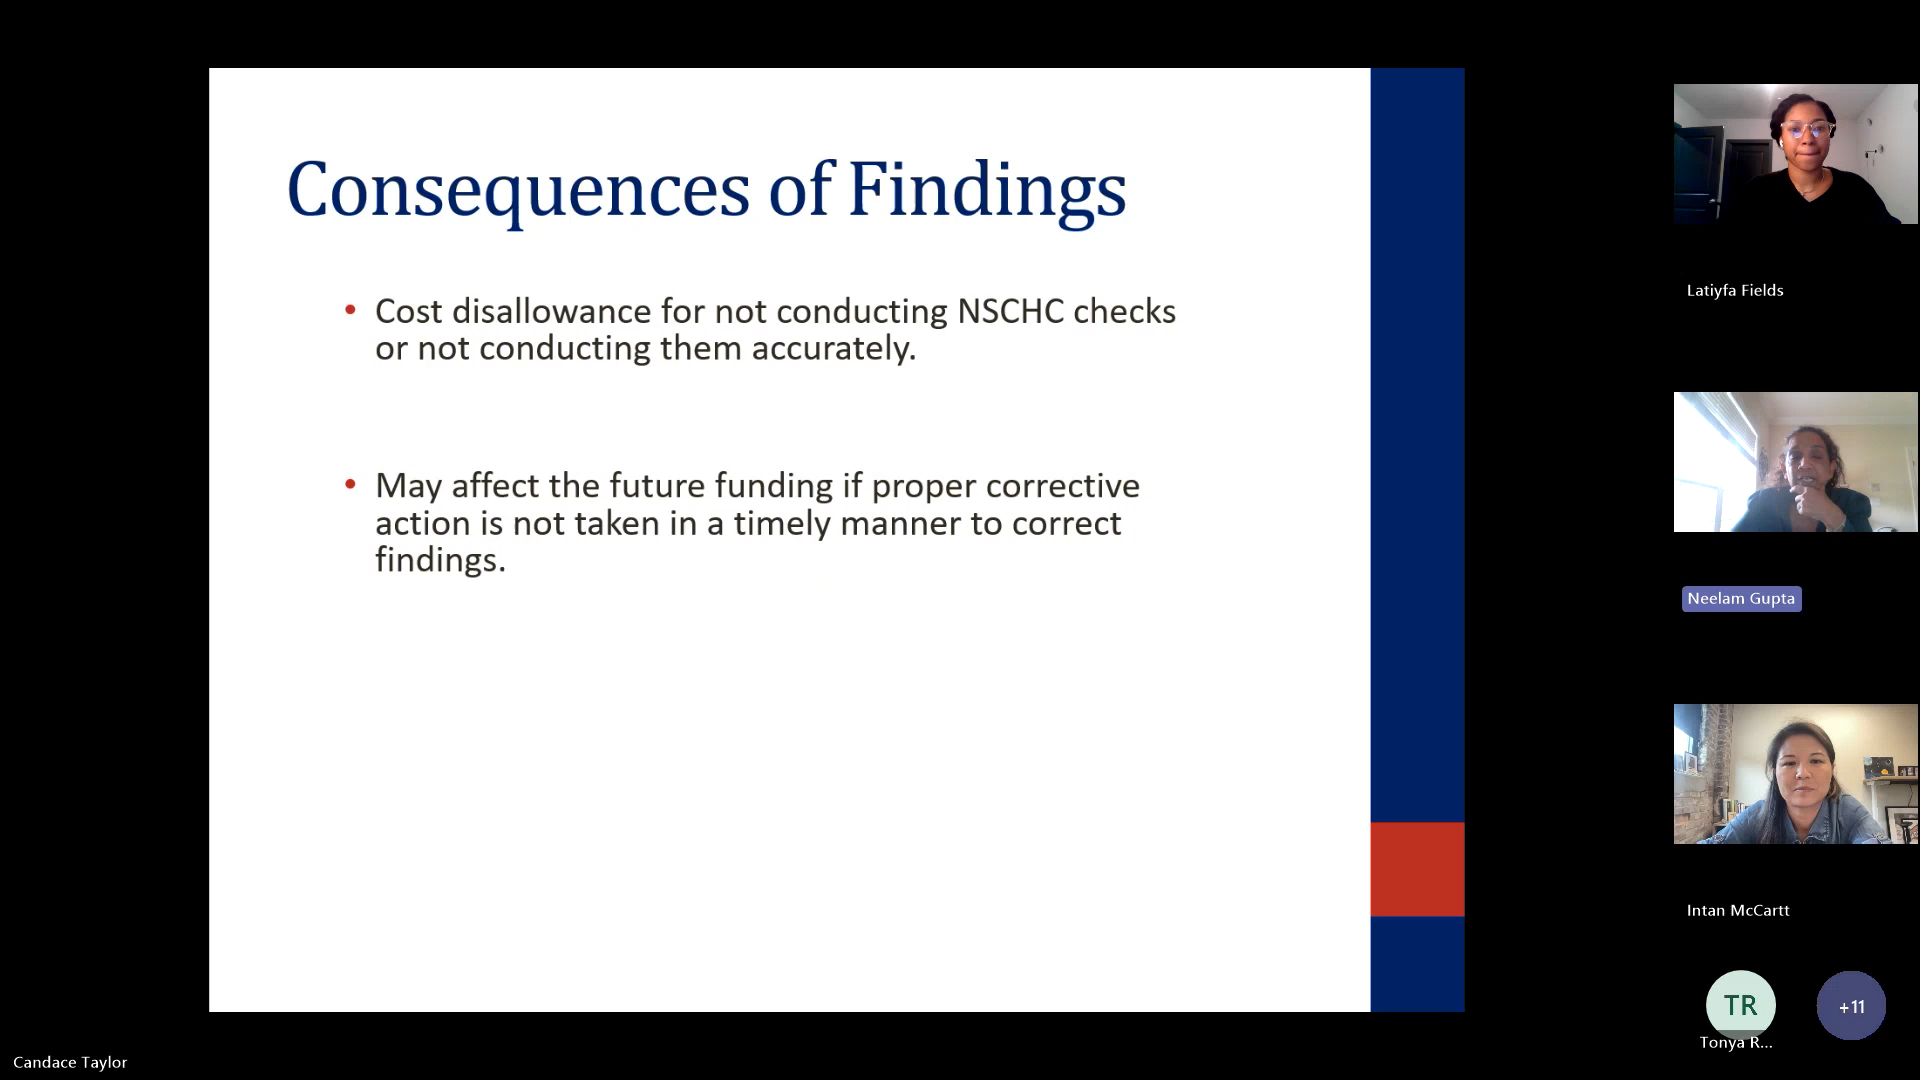 Consequences of Findings
• Cost disallowance for not conducting NSCHC checks
or not conducting them accurately.
• May affect the future funding if proper corrective
action is not taken in a timely manner to correct
findings.
Latiyfa Fields
Neelam Gupta
Intan McCartt
TR
+11
Tonya R...
Candace Taylor